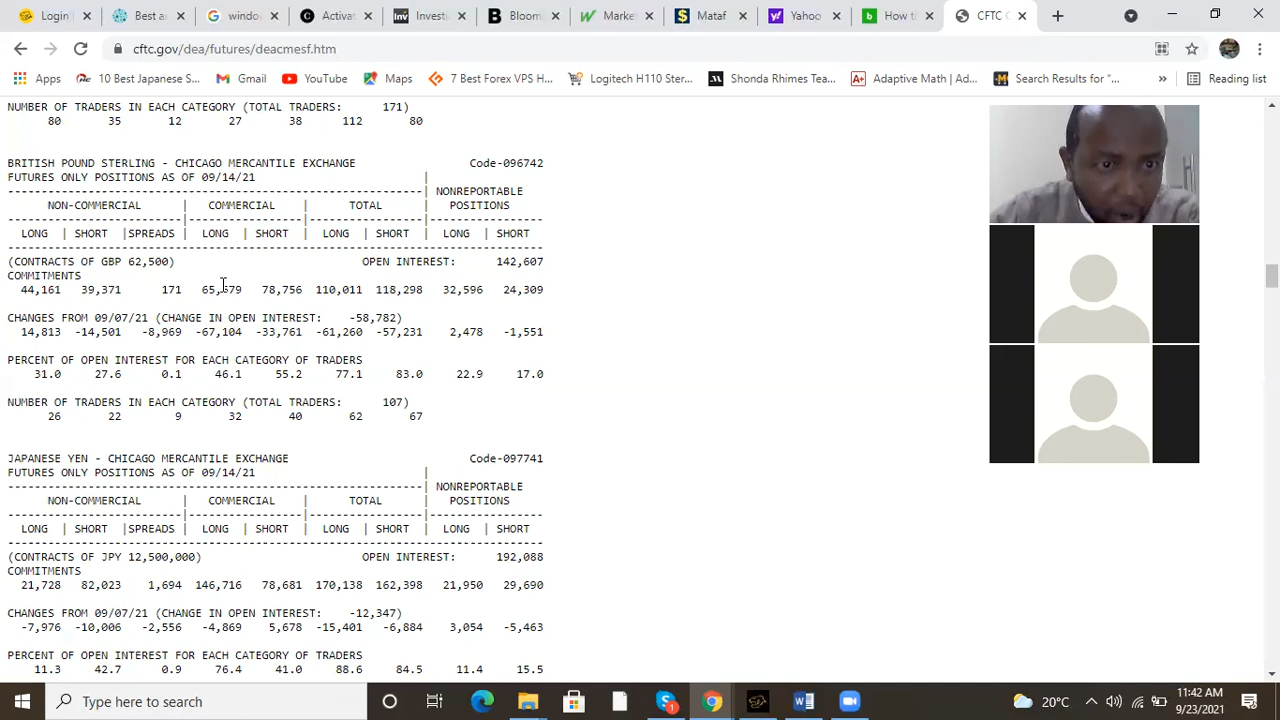 Login
Best ar
windo
Activat
Investi
Bloom
Market
Mataf
Yahoo
How ti
CFTC C
cftc.gov/dea/futures/deacmesf.htm
Apps 10 Best Japanese S... Gmail YouTube Maps 7 Best Forex VPS H... Logitech H110 Ster... Shonda Rhimes Tea... Adaptive Math | Ad... Search Results for "... » Reading list
NUMBER OF TRADERS IN EACH CATEGORY (TOTAL TRADERS: 171)
80 35 12 27 38 112 80
BRITISH POUND STERLING - CHICAGO MERCANTILE EXCHANGE Code-096742
FUTURES ONLY POSITIONS AS OF 09/14/21 |
--------------------------------------------------------------| NONREPORTABLE
NON-COMMERCIAL | COMMERCIAL | TOTAL | POSITIONS
--------------------------|-----------------|-----------------|-----------------
LONG | SHORT |SPREADS | LONG | SHORT | LONG | SHORT | LONG | SHORT
--------------------------------------------------------------------------------
(CONTRACTS OF GBP 62,500) OPEN INTEREST: 142,607
COMMITMENTS
44,161 39,371 171 65,679 78,756 110,011 118,298 32,596 24,309
CHANGES FROM 09/07/21 (CHANGE IN OPEN INTEREST: -58,782)
14,813 -14,501 -8,969 -67,104 -33,761 -61,260 -57,231 2,478 -1,551
PERCENT OF OPEN INTEREST FOR EACH CATEGORY OF TRADERS
31.0 27.6 0.1 46.1 55.2 77.1 83.0 22.9 17.0
NUMBER OF TRADERS IN EACH CATEGORY (TOTAL TRADERS: 107)
26 22 9 32 40 62 67
JAPANESE YEN - CHICAGO MERCANTILE EXCHANGE Code-097741
FUTURES ONLY POSITIONS AS OF 09/14/21 |
--------------------------------------------------------------| NONREPORTABLE
NON-COMMERCIAL | COMMERCIAL | TOTAL | POSITIONS
--------------------------|-----------------|-----------------|-----------------
LONG | SHORT |SPREADS | LONG | SHORT | LONG | SHORT | LONG | SHORT
--------------------------------------------------------------------------------
(CONTRACTS OF JPY 12,500,000) OPEN INTEREST: 192,088
COMMITMENTS
21,728 82,023 1,694 146,716 78,681 170,138 162,398 21,950 29,690
CHANGES FROM 09/07/21 (CHANGE IN OPEN INTEREST: -12,347)
-7,976 -10,006 -2,556 -4,869 5,678 -15,401 -6,884 3,054 -5,463
PERCENT OF OPEN INTEREST FOR EACH CATEGORY OF TRADERS
11.3 42.7 0.9 76.4 41.0 88.6 84.5 11.4 15.5
Type here to search
20°C
11:42 AM
9/23/2021